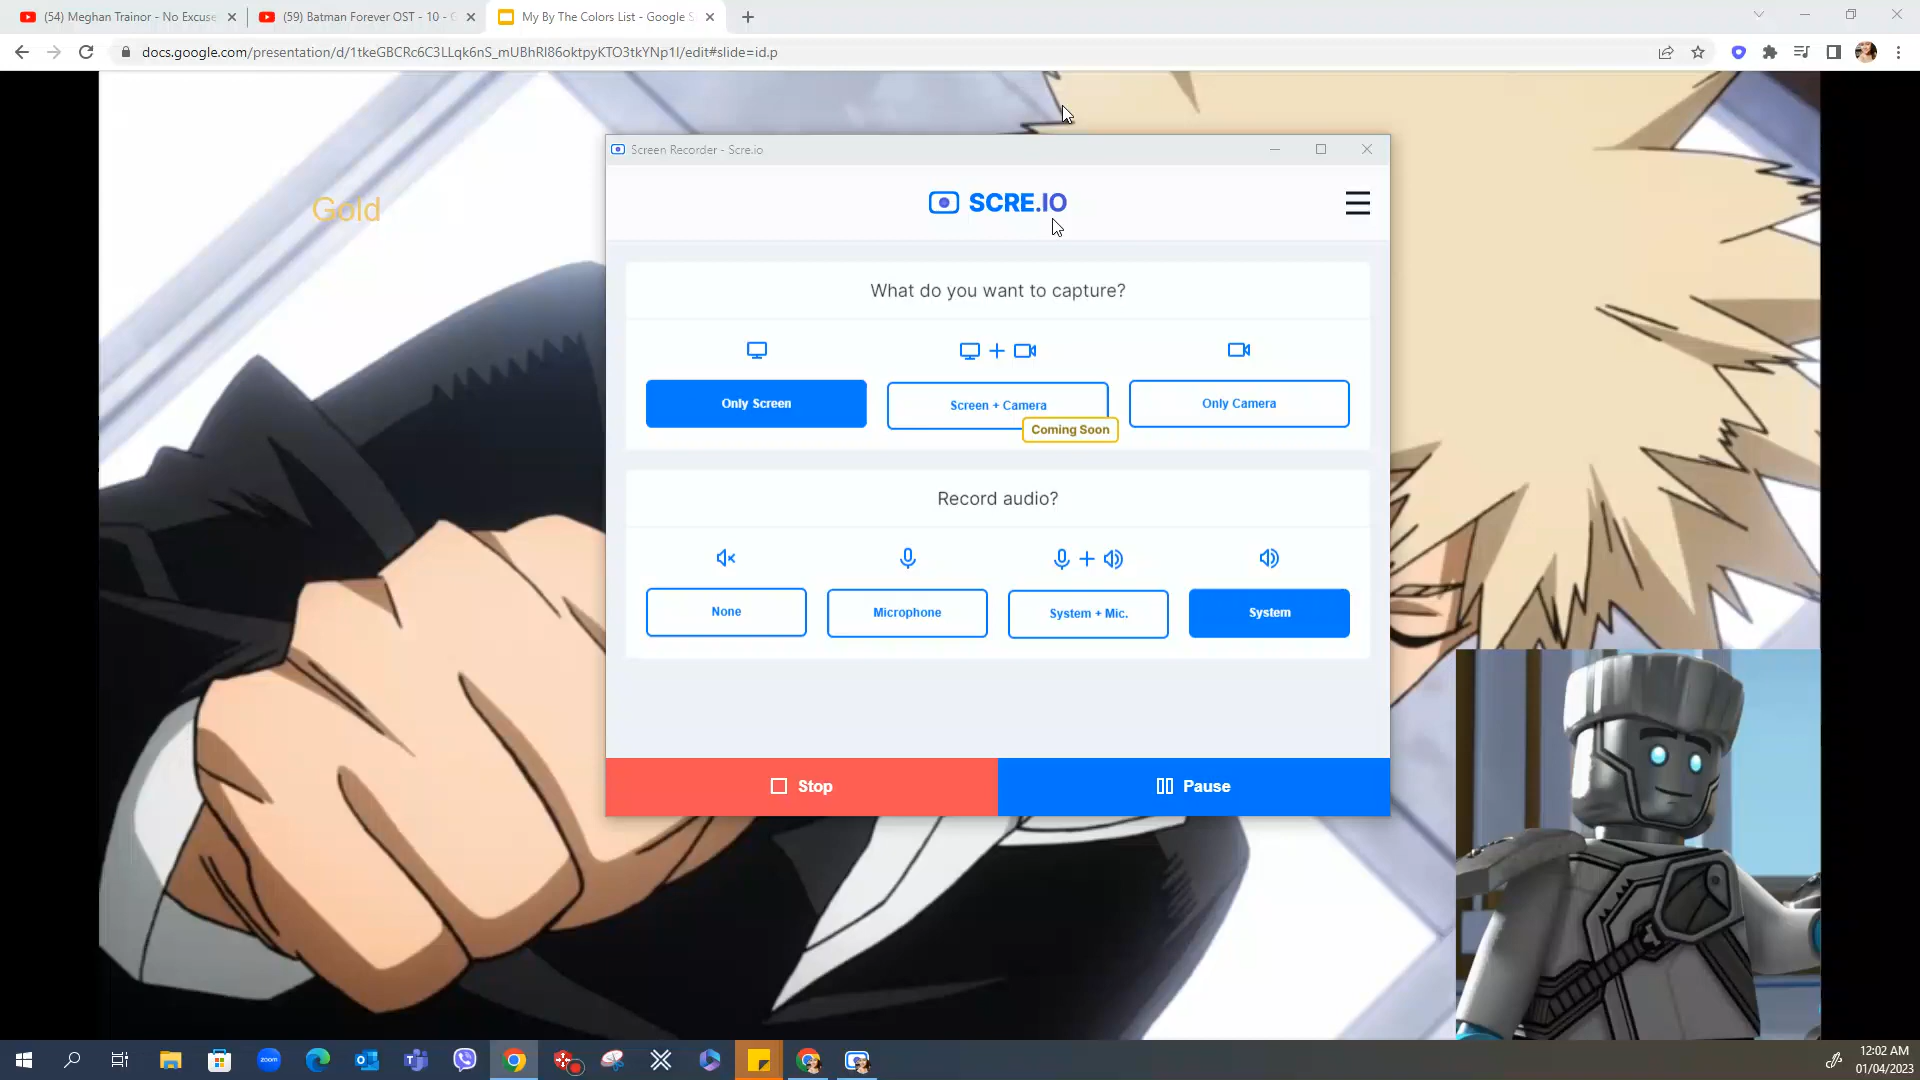 (54) Meghan Trainor - No Excuse
(59) Batman Forever OST - 10 - G
My By The Colors List - Google S
docs.google.com/presentation/d/1tkeGBCRc6C3LLqk6nS_mUBhRl86oktpyKTO3tkYNp1I/edit#slide=id.p
Gold
Screen Recorder - Scre.io
SCRE.IO
What do you want to capture?
Only Screen
Screen + Camera
Only Camera
Coming Soon
Record audio?
None
Microphone
System + Mic.
System
Stop
Pause
zoom
12:02 AM
01/04/2023